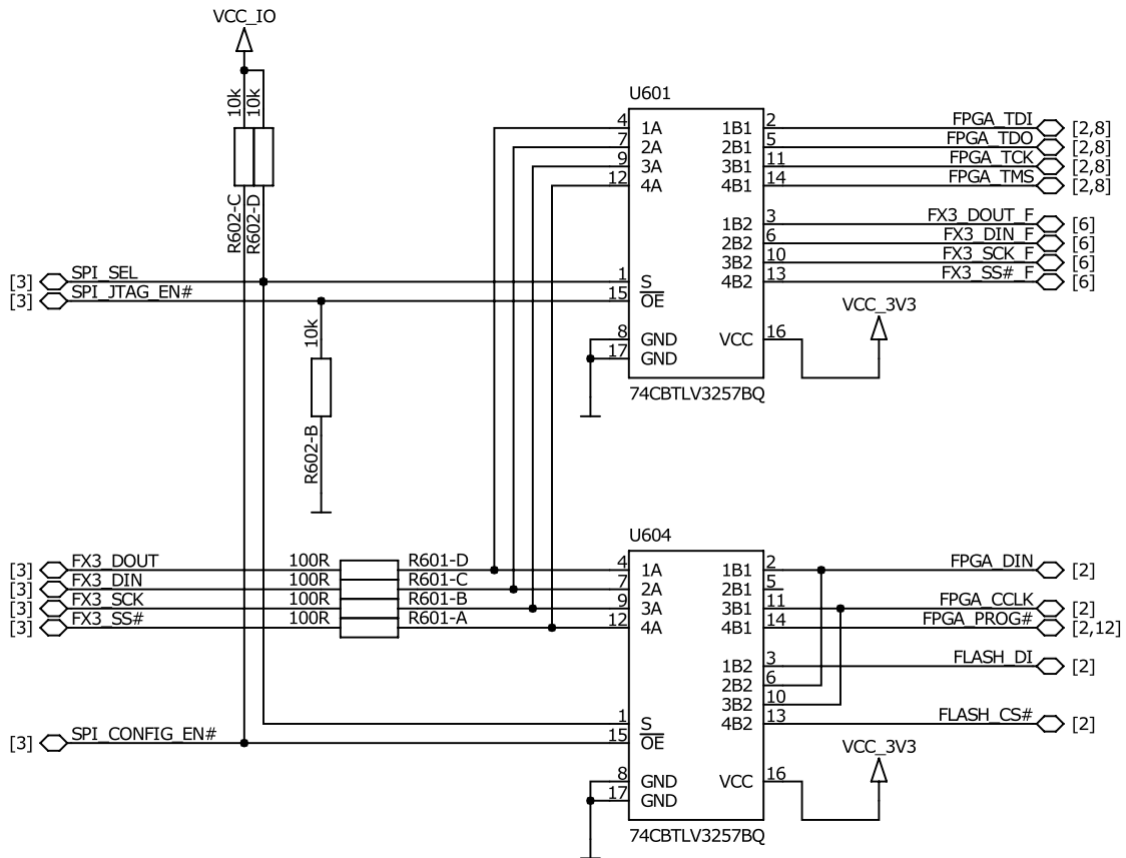 VCC_IO
10k
10k
R602-C
R602-D
U601
4 1A 1B1 2 FPGA_TDI [2,8]
7 2A 2B1 5 FPGA_TDO [2,8]
9 3A 3B1 11 FPGA_TCK [2,8]
12 4A 4B1 14 FPGA_TMS [2,8]
1B2 3 FX3_DOUT_F [6]
2B2 6 FX3_DIN_F [6]
3B2 10 FX3_SCK_F [6]
[3] SPI_SEL 1 S 4B2 13 FX3_SS#_F [6]
[3] SPI_JTAG_EN# 15 OE
VCC_3V3
8 GND VCC 16
17 GND
74CBTLV3257BQ
10k
R602-B
U604
[3] FX3_DOUT 100R R601-D 4 1A 1B1 2 FPGA_DIN [2]
[3] FX3_DIN 100R R601-C 7 2A 2B1 5
[3] FX3_SCK 100R R601-B 9 3A 3B1 11 FPGA_CCLK [2]
[3] FX3_SS# 100R R601-A 12 4A 4B1 14 FPGA_PROG# [2,12]
1B2 3 FLASH_DI [2]
2B2 6
3B2 10
1 S 4B2 13 FLASH_CS# [2]
[3] SPI_CONFIG_EN# 15 OE
VCC_3V3
8 GND VCC 16
17 GND
74CBTLV3257BQ